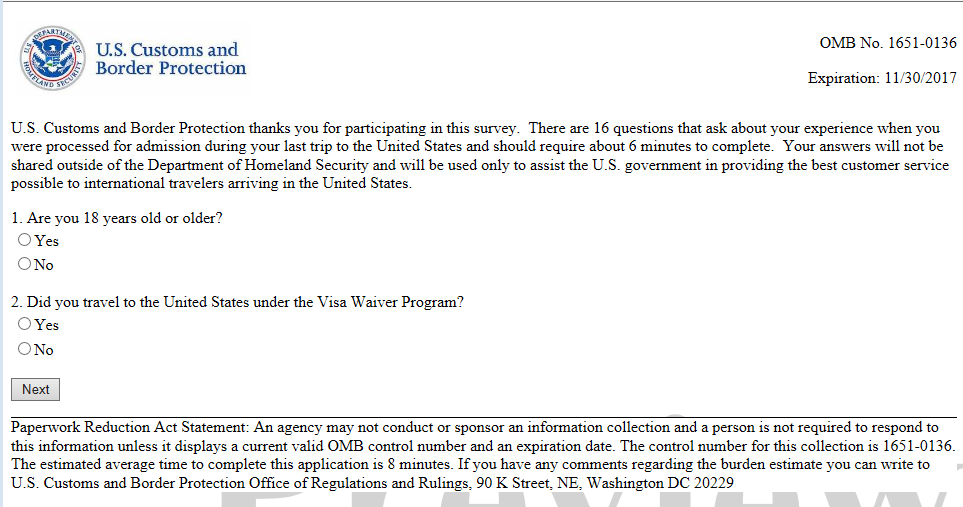 U.S. Customs and
Border Protection
OMB No. 1651-0136
Expiration: 11/30/2017
U.S. Customs and Border Protection thanks you for participating in this survey.  There are 16 questions that ask about your experience when you
were processed for admission during your last trip to the United States and should require about 6 minutes to complete.  Your answers will not be
shared outside of the Department of Homeland Security and will be used only to assist the U.S. government in providing the best customer service
possible to international travelers arriving in the United States.
1. Are you 18 years old or older?
Yes
No
2. Did you travel to the United States under the Visa Waiver Program?
Yes
No
Next
Paperwork Reduction Act Statement: An agency may not conduct or sponsor an information collection and a person is not required to respond to
this information unless it displays a current valid OMB control number and an expiration date. The control number for this collection is 1651-0136.
The estimated average time to complete this application is 8 minutes. If you have any comments regarding the burden estimate you can write to
U.S. Customs and Border Protection Office of Regulations and Rulings, 90 K Street, NE, Washington DC 20229